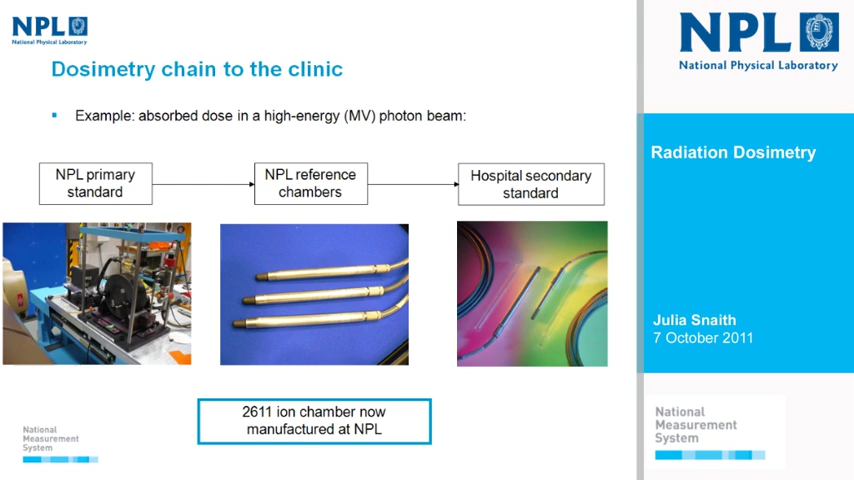 NPL
National Physical Laboratory
Dosimetry chain to the clinic
Example: absorbed dose in a high-energy (MV) photon beam:
NPL primary
standard
NPL reference
chambers
Hospital secondary
standard
2611 ion chamber now
manufactured at NPL
National
Measurement
System
NPL
National Physical Laboratory
Radiation Dosimetry
Julia Snaith
7 October 2011
National
Measurement
System